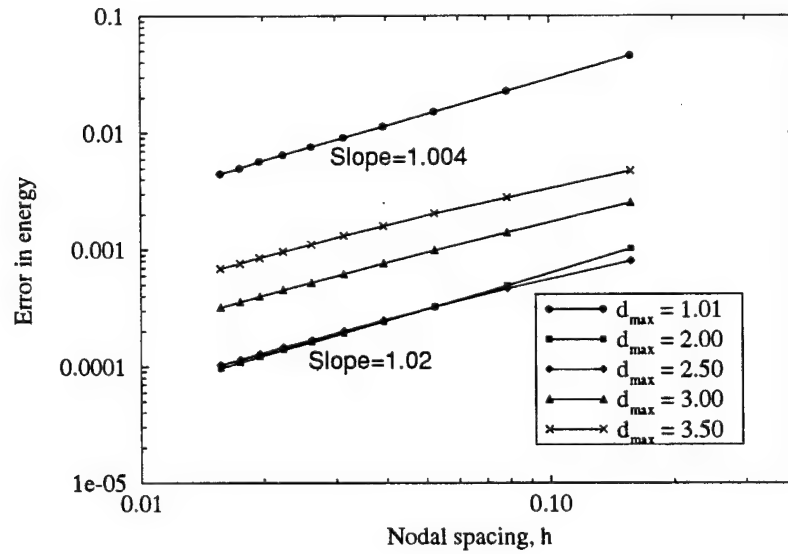 0.1
0.01
0.001
0.0001
1e-05
Error in energy
Slope=1.004
Slope=1.02
d_max = 1.01
d_max = 2.00
d_max = 2.50
d_max = 3.00
d_max = 3.50
0.01
0.10
Nodal spacing, h